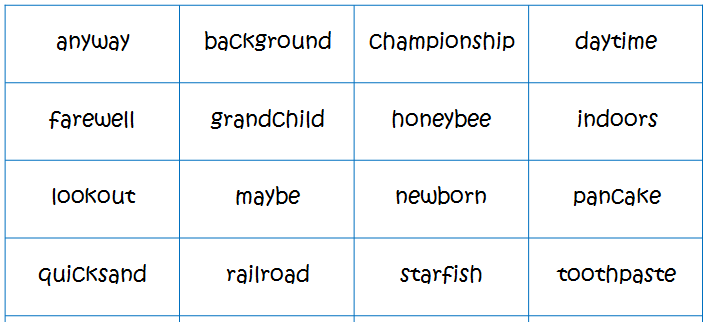 anyway background championship daytime
farewell grandchild honeybee indoors
lookout maybe newborn pancake
quicksand railroad starfish toothpaste